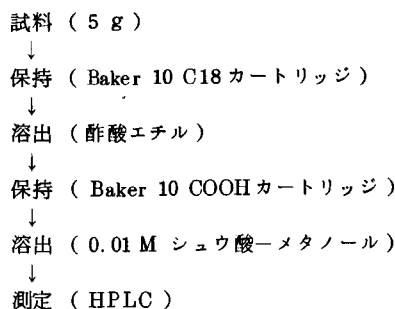 試料 ( 5 g )
↓
保持 ( Baker 10 C18 カートリッジ )
↓
溶出 ( 酢酸エチル )
↓
保持 ( Baker 10 COOH カートリッジ )
↓
溶出 ( 0.01 M シュウ酸−メタノール )
↓
測定 ( HPLC )